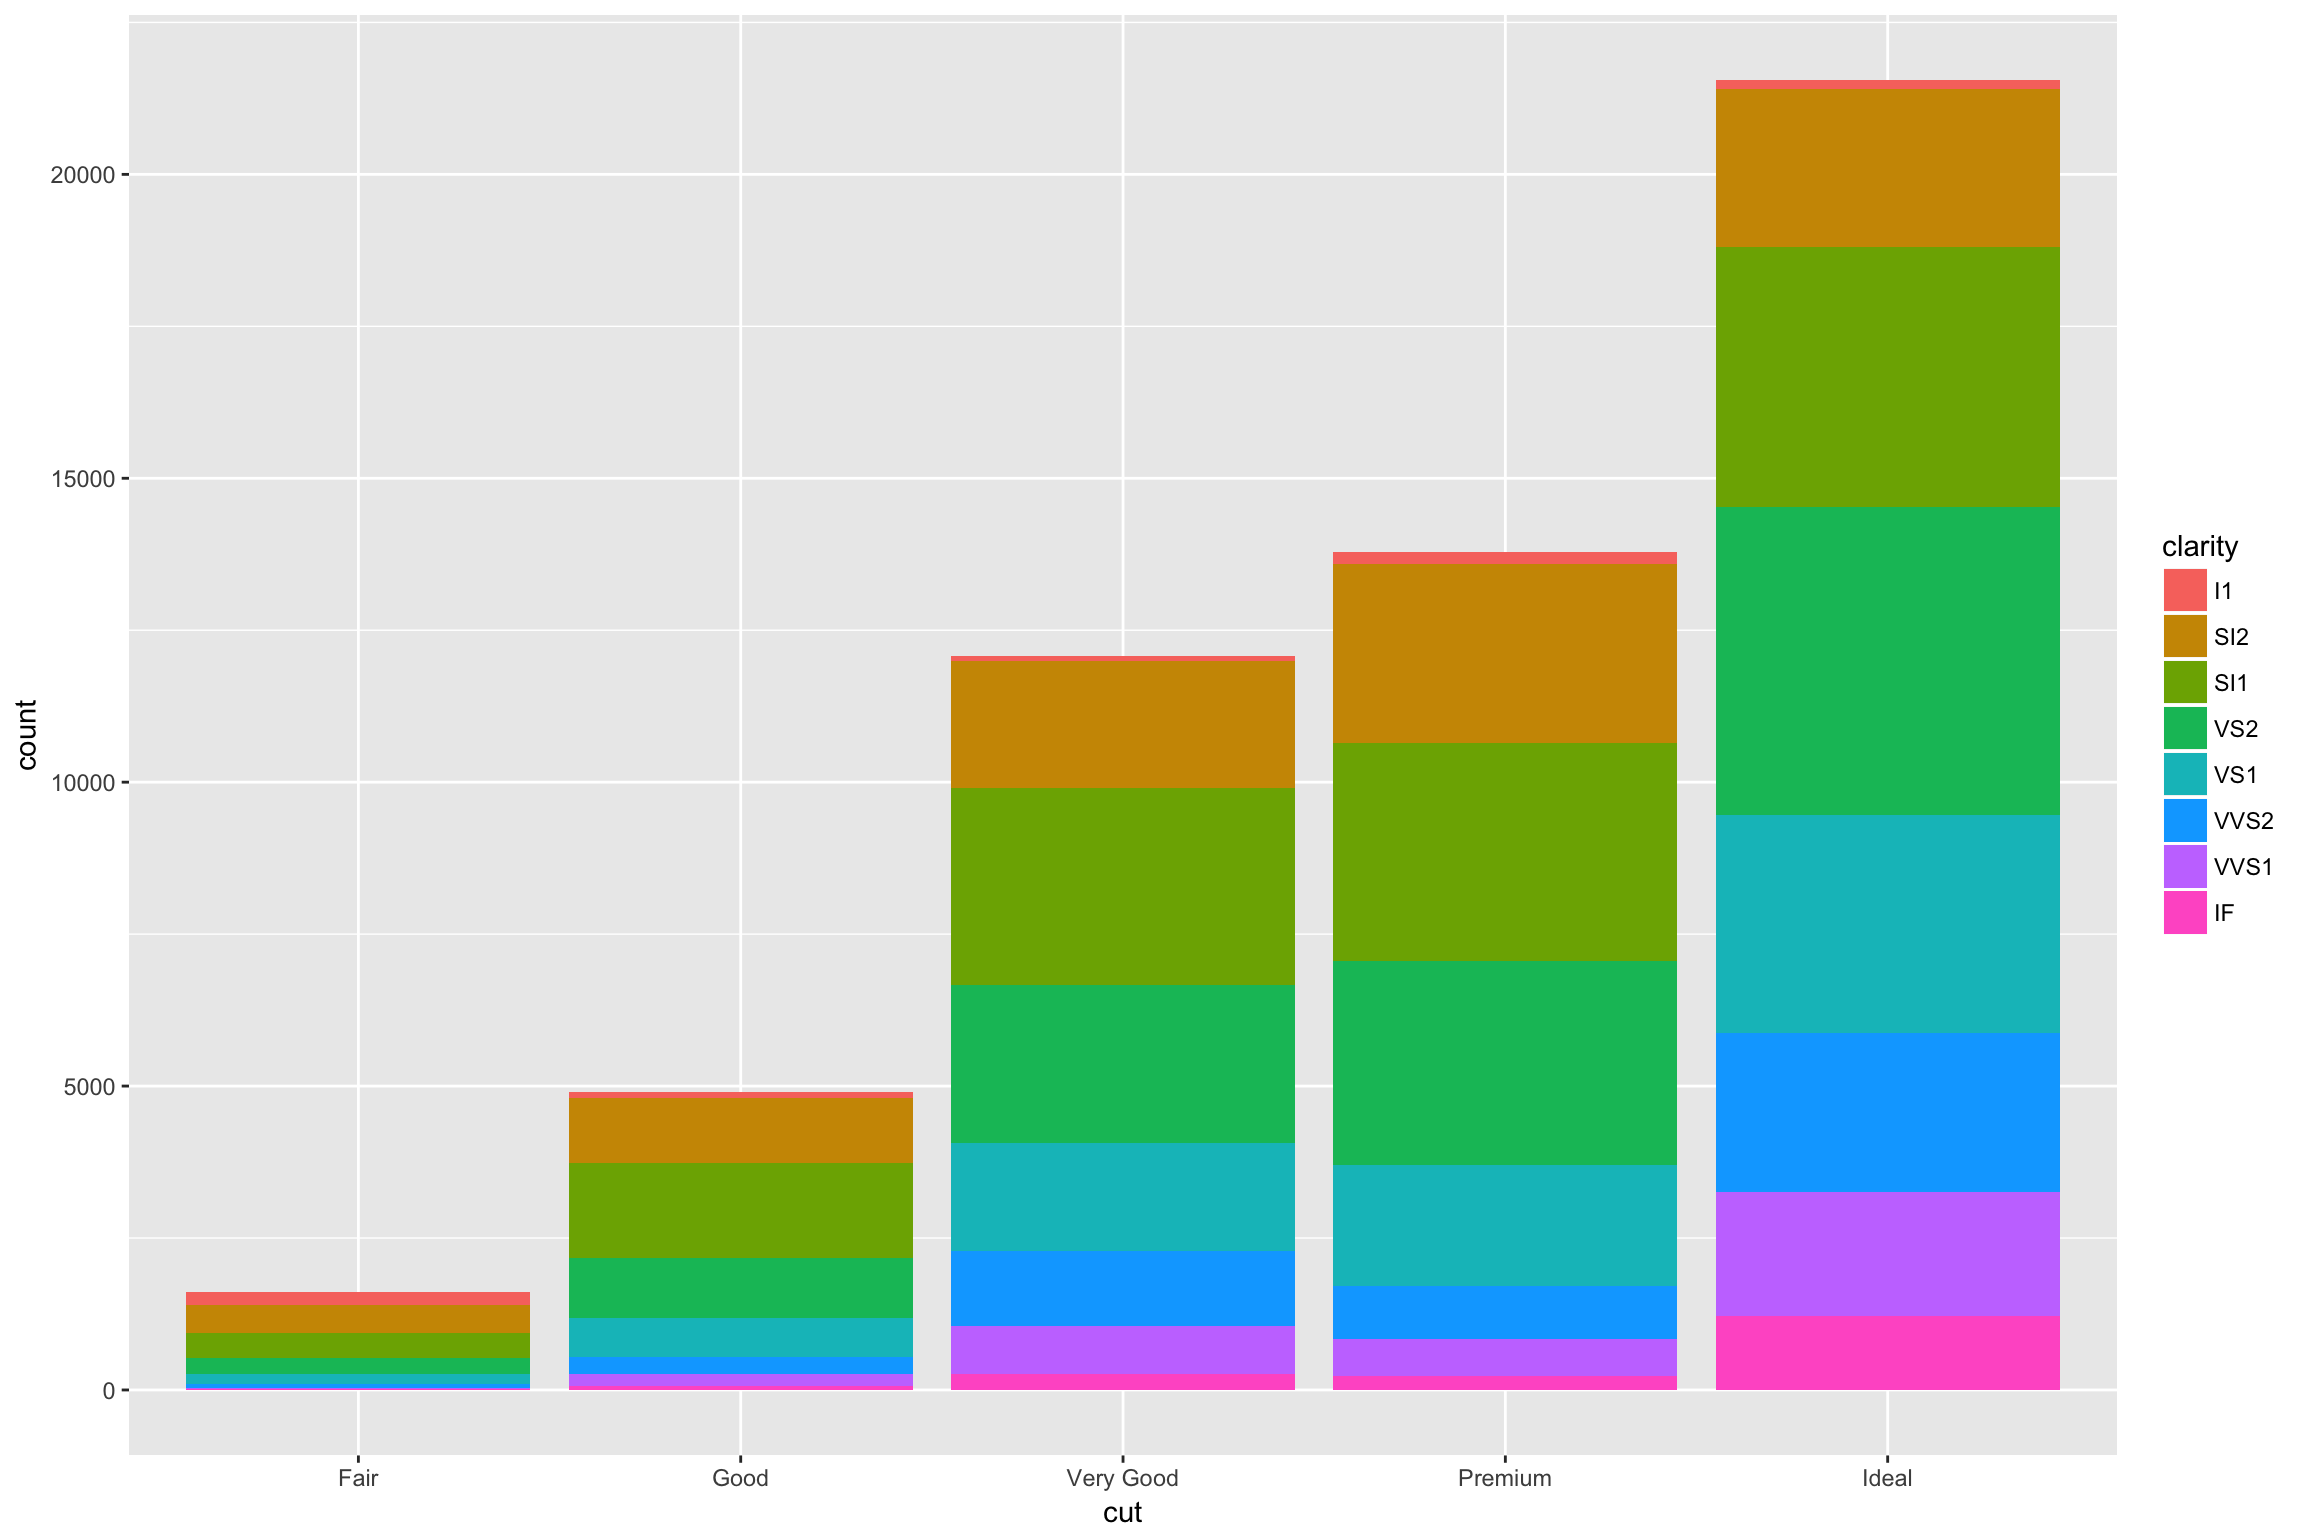 count
20000
15000
10000
5000
0
Fair Good Very Good Premium Ideal
cut
clarity
I1
SI2
SI1
VS2
VS1
VVS2
VVS1
IF